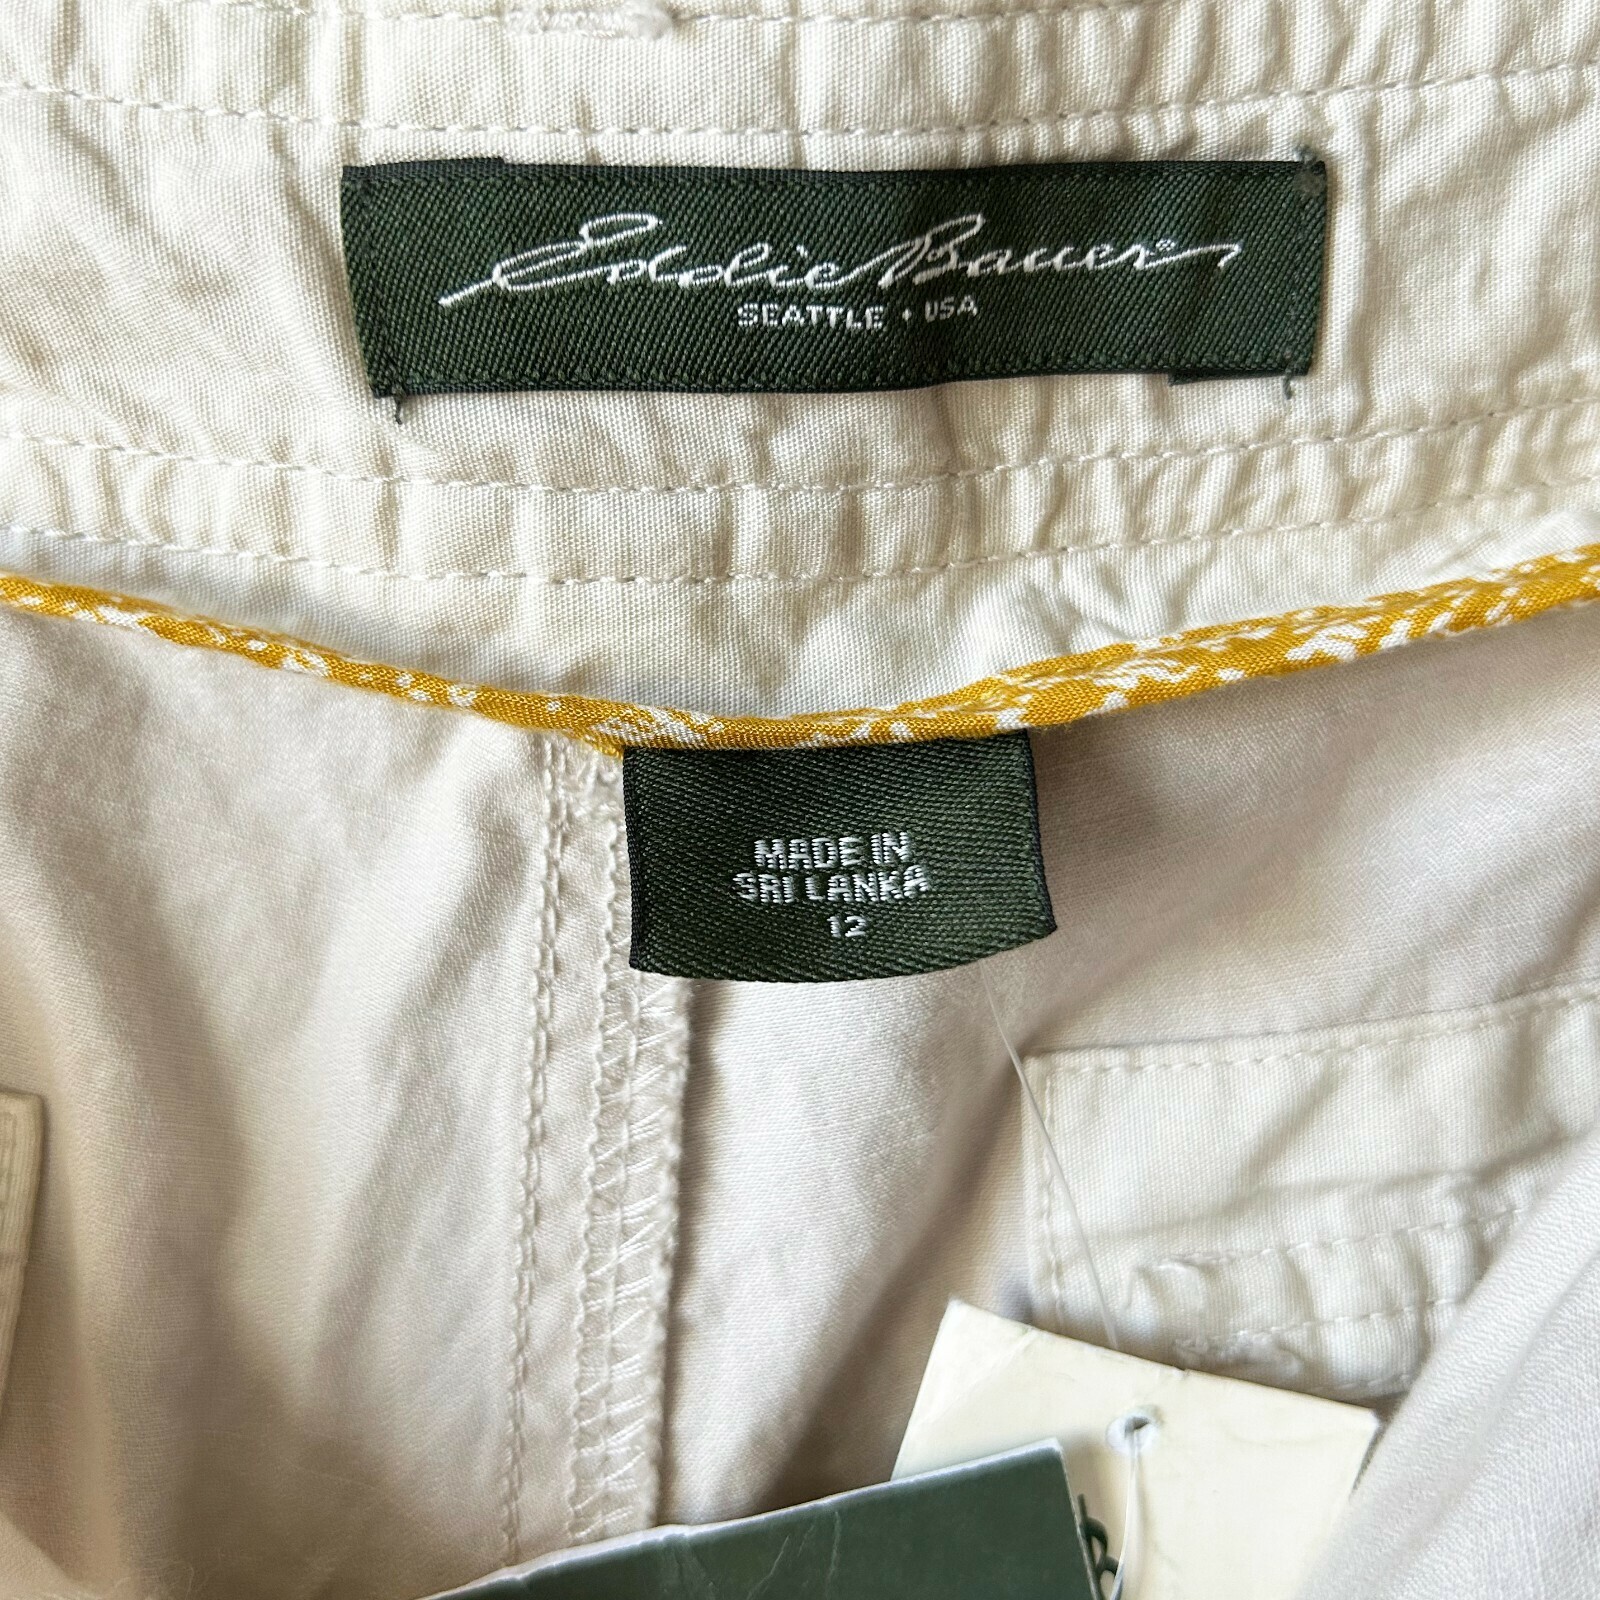 Eddie Bauer®
SEATTLE • USA
MADE IN
SRI LANKA
12